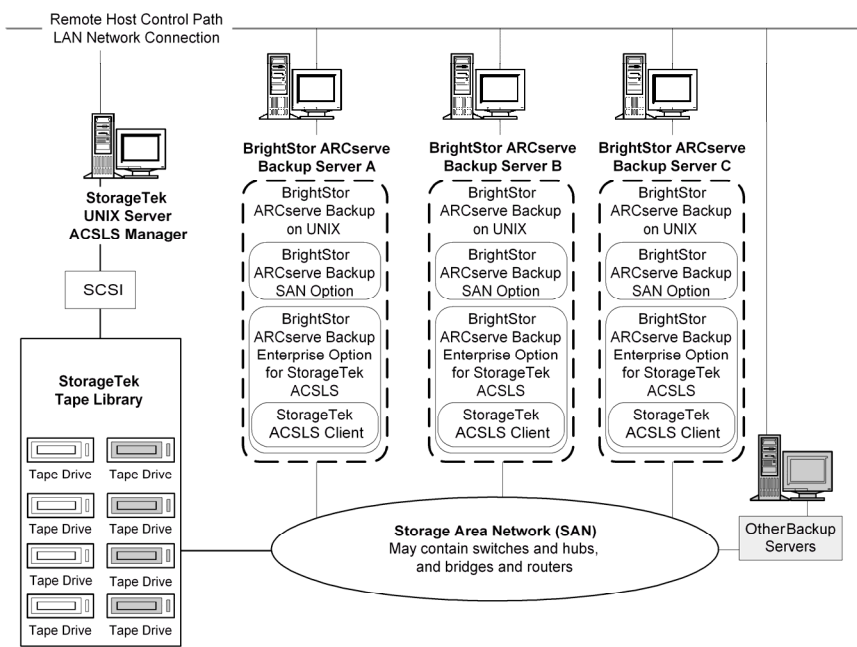 Remote Host Control Path
LAN Network Connection
StorageTek
UNIX Server
ACSLS Manager
SCSI
StorageTek
Tape Library
Tape Drive Tape Drive
Tape Drive Tape Drive
Tape Drive Tape Drive
Tape Drive Tape Drive
BrightStor ARCserve
Backup Server A
BrightStor
ARCserve Backup
on UNIX
BrightStor
ARCserve Backup
SAN Option
BrightStor
ARCserve Backup
Enterprise Option
for StorageTek
ACSLS
StorageTek
ACSLS Client
BrightStor ARCserve
Backup Server B
BrightStor
ARCserve Backup
on UNIX
BrightStor
ARCserve Backup
SAN Option
BrightStor
ARCserve Backup
Enterprise Option
for StorageTek
ACSLS
StorageTek
ACSLS Client
BrightStor ARCserve
Backup Server C
BrightStor
ARCserve Backup
on UNIX
BrightStor
ARCserve Backup
SAN Option
BrightStor
ARCserve Backup
Enterprise Option
for StorageTek
ACSLS
StorageTek
ACSLS Client
Storage Area Network (SAN)
May contain switches and hubs,
and bridges and routers
Other Backup
Servers